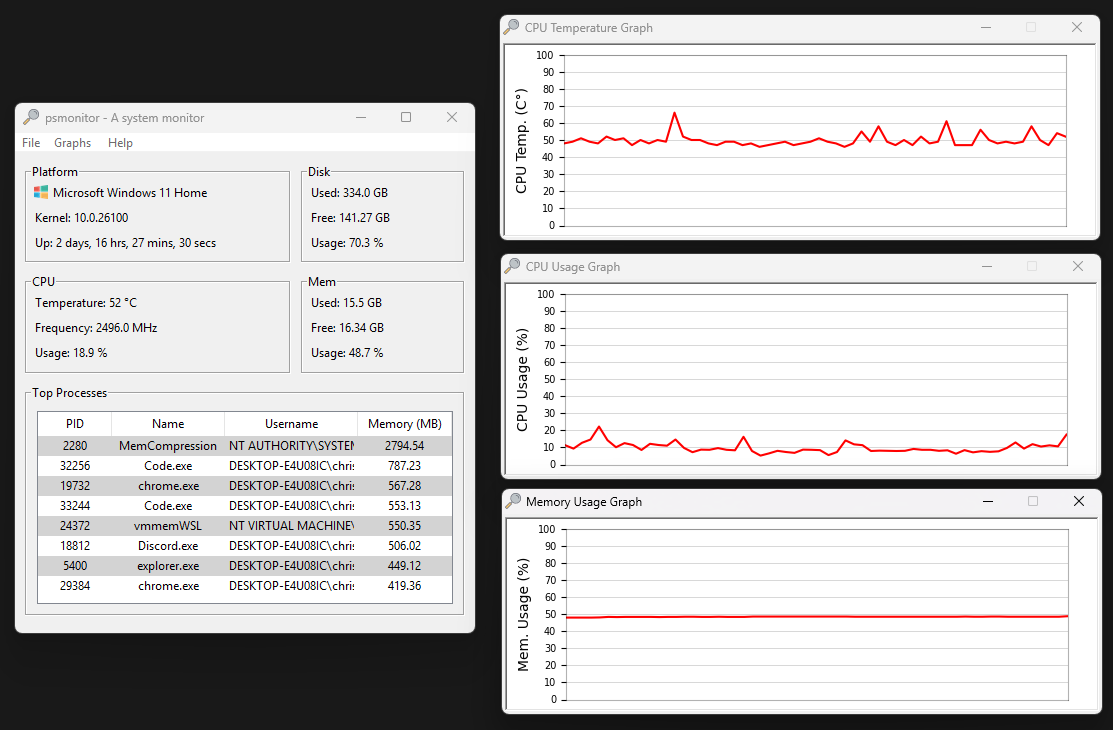 psmonitor - A system monitor
File Graphs Help
Platform
Microsoft Windows 11 Home
Kernel: 10.0.26100
Up: 2 days, 16 hrs, 27 mins, 30 secs
Disk
Used: 334.0 GB
Free: 141.27 GB
Usage: 70.3 %
CPU
Temperature: 52 °C
Frequency: 2496.0 MHz
Usage: 18.9 %
Mem
Used: 15.5 GB
Free: 16.34 GB
Usage: 48.7 %
Top Processes
PID Name Username Memory (MB)
2280 MemCompression NT AUTHORITY\SYSTEM 2794.54
32256 Code.exe DESKTOP-E4U08IC\chris 787.23
19732 chrome.exe DESKTOP-E4U08IC\chris 567.28
33244 Code.exe DESKTOP-E4U08IC\chris 553.13
24372 vmmemWSL NT VIRTUAL MACHINE\ 550.35
18812 Discord.exe DESKTOP-E4U08IC\chris 506.02
5400 explorer.exe DESKTOP-E4U08IC\chris 449.12
29384 chrome.exe DESKTOP-E4U08IC\chris 419.36
CPU Temperature Graph
CPU Temp. (C°)
100
90
80
70
60
50
40
30
20
10
0
CPU Usage Graph
CPU Usage (%)
100
90
80
70
60
50
40
30
20
10
0
Memory Usage Graph
Mem. Usage (%)
100
90
80
70
60
50
40
30
20
10
0